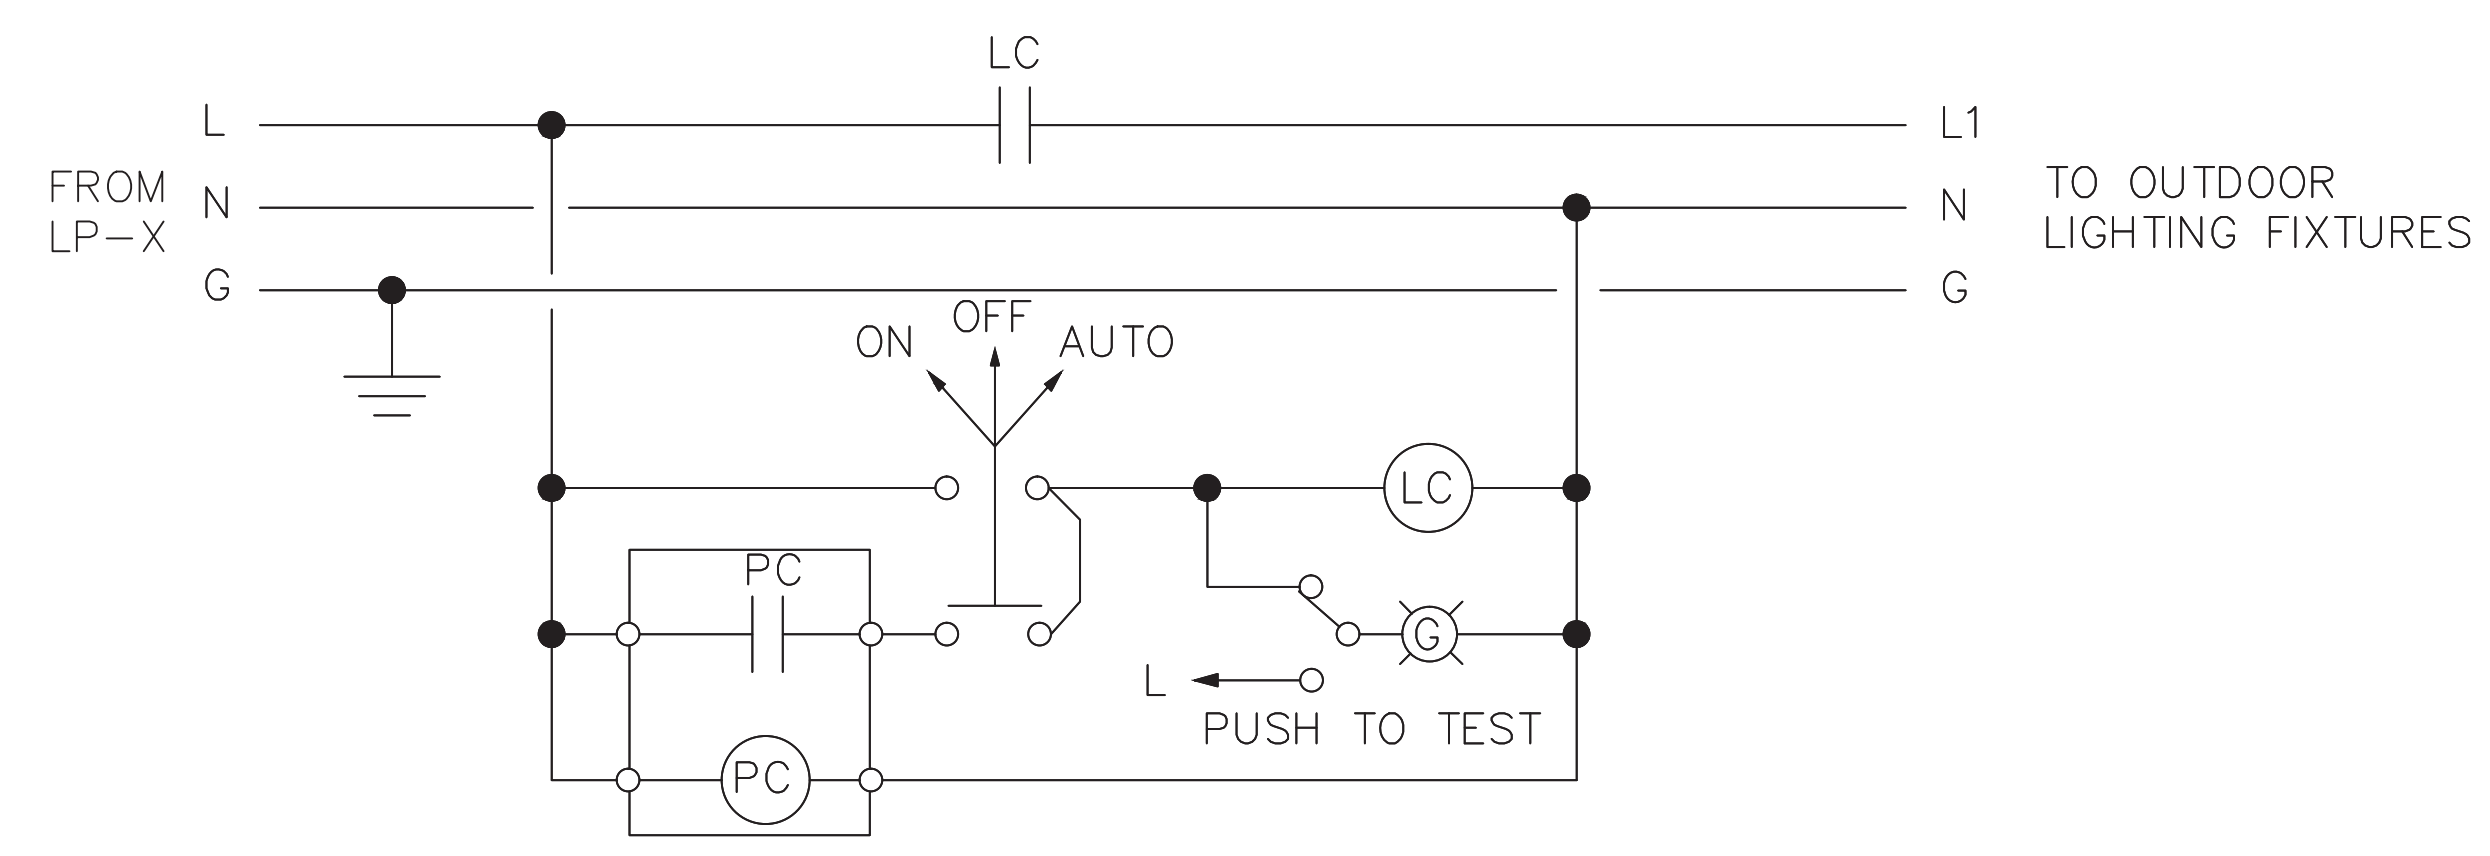 LC
L
L1
FROM
LP-X
N
N
TO OUTDOOR
LIGHTING FIXTURES
G
G
ON
OFF
AUTO
LC
PC
G
L
PUSH TO TEST
PC